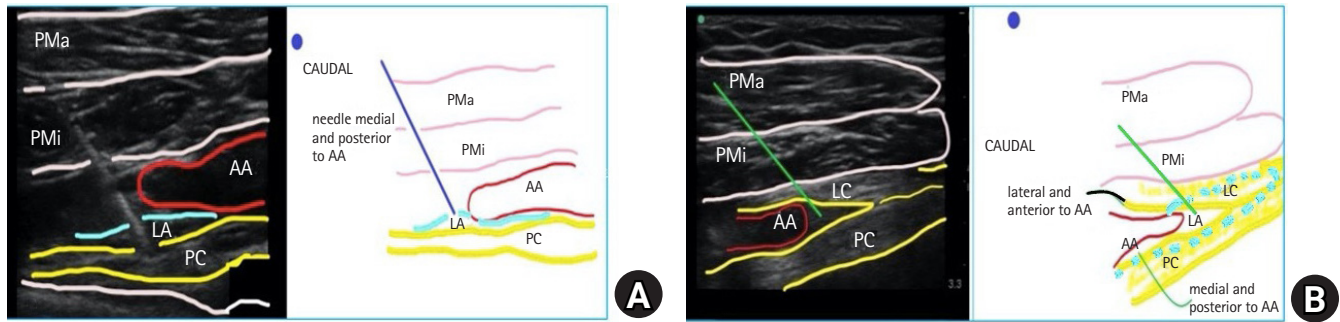 PMa
PMi
AA
LA
PC
CAUDAL
needle medial
and posterior
to AA
PMa
PMi
AA
LA
PC
A
PMa
PMi
LC
AA
PC
3.3
CAUDAL
PMa
PMi
lateral and
anterior to AA
LC
LA
AA
PC
medial and
posterior to AA
B